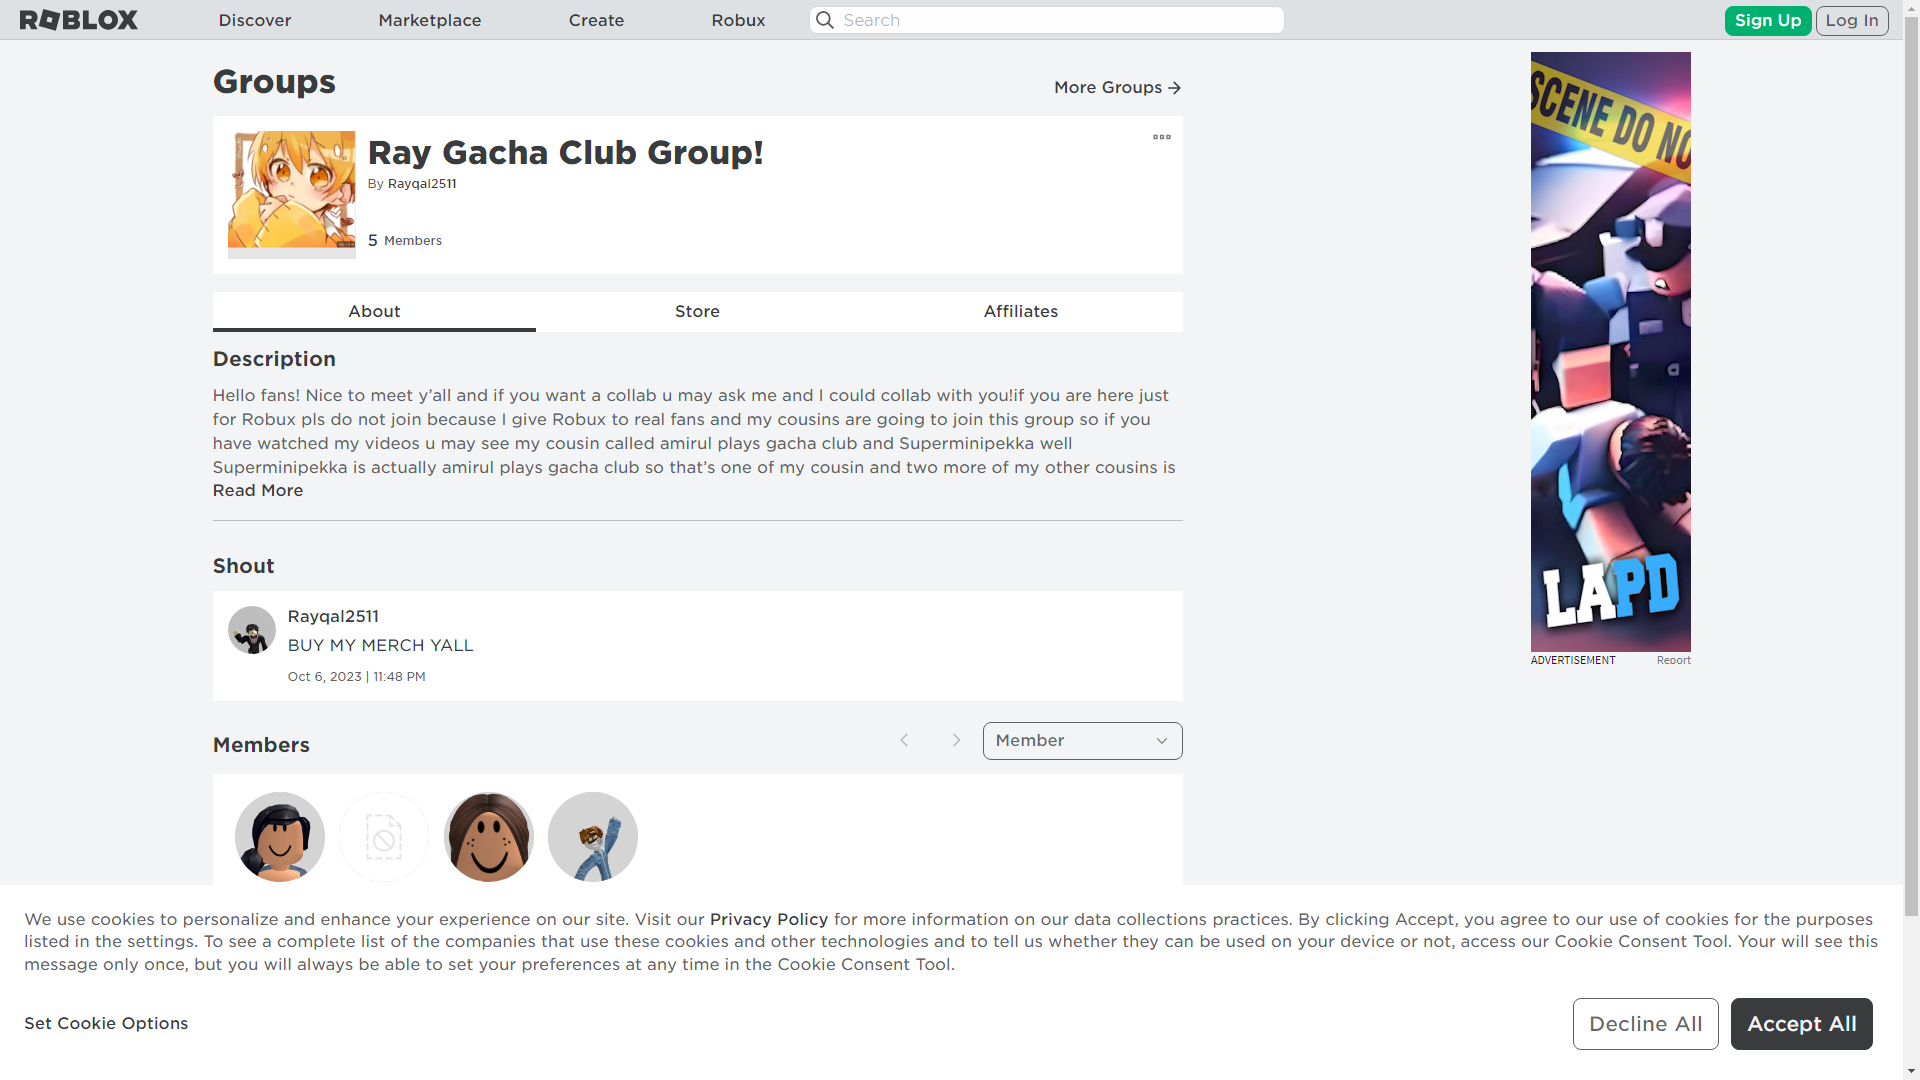 ROBLOX
Discover
Marketplace
Create
Robux
Search
Sign Up
Log In
Groups
More Groups
Ray Gacha Club Group!
By Rayqal2511
5 Members
About
Store
Affiliates
Description
Hello fans! Nice to meet y’all and if you want a collab u may ask me and I could collab with you!if you are here just
for Robux pls do not join because I give Robux to real fans and my cousins are going to join this group so if you
have watched my videos u may see my cousin called amirul plays gacha club and Superminipekka well
Superminipekka is actually amirul plays gacha club so that’s one of my cousin and two more of my other cousins is
Read More
Shout
Rayqal2511
BUY MY MERCH YALL
Oct 6, 2023 | 11:48 PM
Members
Member
SCENE DO NO
LAPD
ADVERTISEMENT
Report
We use cookies to personalize and enhance your experience on our site. Visit our Privacy Policy for more information on our data collections practices. By clicking Accept, you agree to our use of cookies for the purposes
listed in the settings. To see a complete list of the companies that use these cookies and other technologies and to tell us whether they can be used on your device or not, access our Cookie Consent Tool. Your will see this
message only once, but you will always be able to set your preferences at any time in the Cookie Consent Tool.
Set Cookie Options
Decline All
Accept All